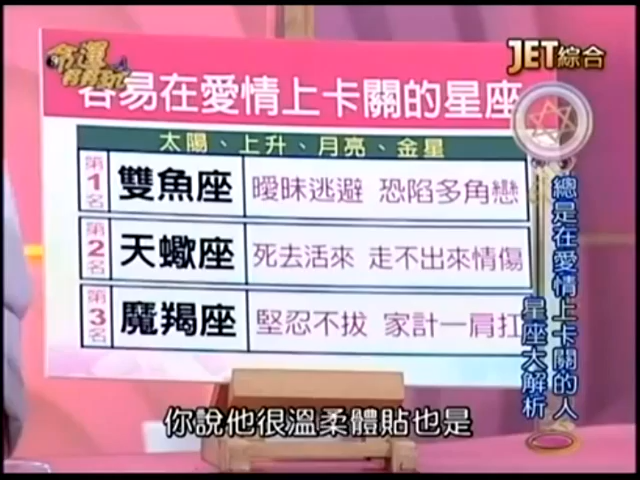 命運好好玩
JET綜合
容易在愛情上卡關的星座
太陽、上升、月亮、金星
第1名 雙魚座 曖昧逃避 恐陷多角戀
第2名 天蠍座 死去活來 走不出來情傷
第3名 魔羯座 堅忍不拔 家計一肩扛
總是在愛情上卡關的人
星座大解析
你說他很溫柔體貼也是